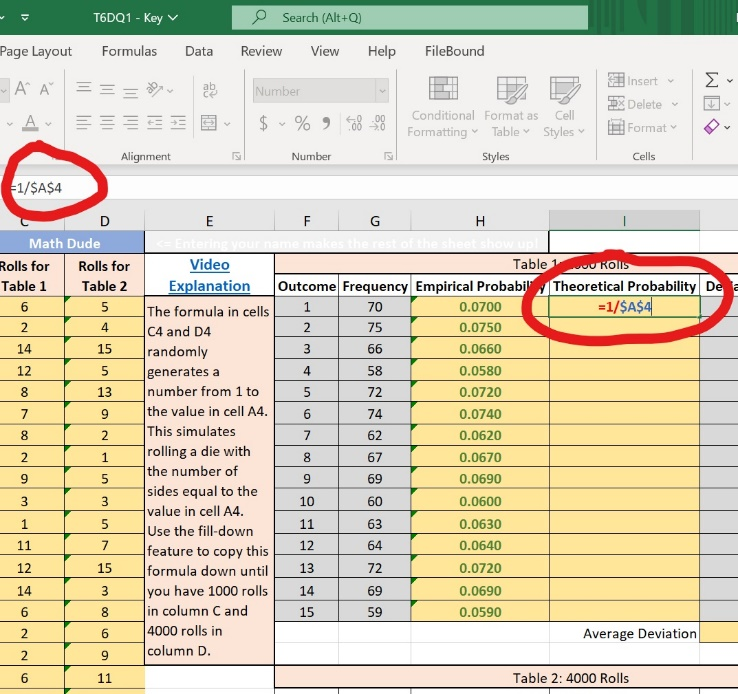 T6DQ1 - Key
Search (Alt+Q)
Page Layout Formulas Data Review View Help FileBound
A A
ab
Number
Insert
Σ
A
$ % 9 .00 .00
Conditional Formatting
Format as Table
Cell Styles
Delete
Format
Alignment Number Styles Cells
=1/$A$4
C D E F G H I
Math Dude <= Entering your name makes the rest of the sheet show up!
Rolls for Table 1
Rolls for Table 2
Video Explanation
Table 1: 1000 Rolls
Outcome Frequency Empirical Probability Theoretical Probability
6 5 1 70 0.0700 =1/$A$4
2 4 2 75 0.0750
14 15 3 66 0.0660
12 5 4 58 0.0580
8 13 5 72 0.0720
7 9 6 74 0.0740
8 2 7 62 0.0620
2 1 8 67 0.0670
9 5 9 69 0.0690
3 3 10 60 0.0600
1 5 11 63 0.0630
11 7 12 64 0.0640
12 15 13 72 0.0720
14 3 14 69 0.0690
6 8 15 59 0.0590
2 6 Average Deviation
2 9
6 11 Table 2: 4000 Rolls
The formula in cells
C4 and D4
randomly
generates a
number from 1 to
the value in cell A4.
This simulates
rolling a die with
the number of
sides equal to the
value in cell A4.
Use the fill-down
feature to copy this
formula down until
you have 1000 rolls
in column C and
4000 rolls in
column D.